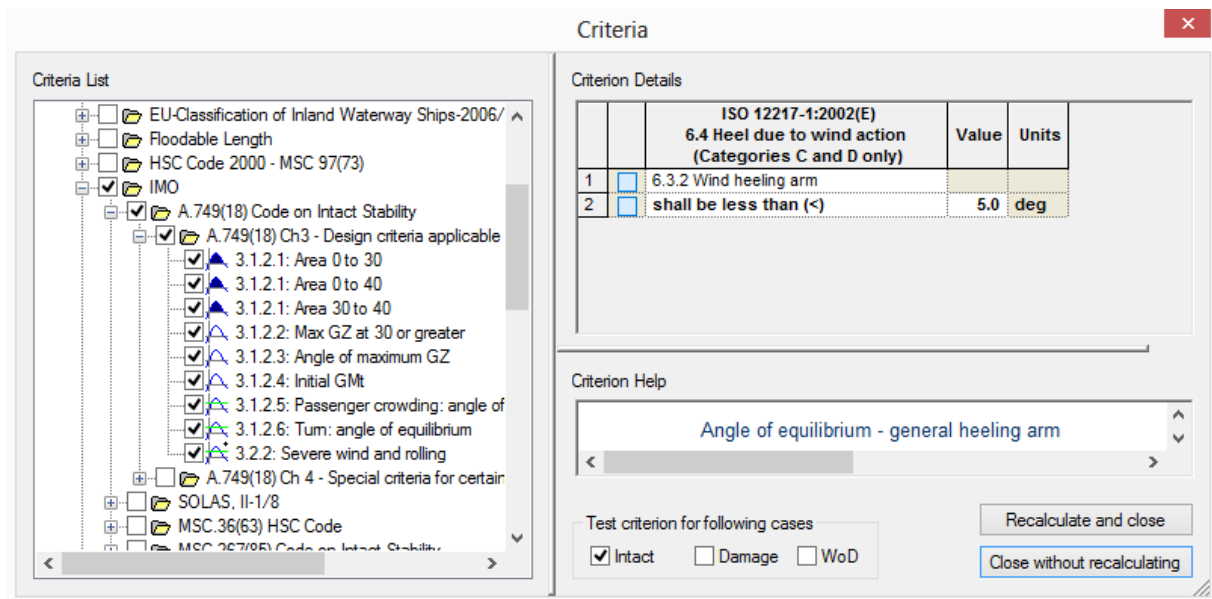 Criteria
Criteria List
EU-Classification of Inland Waterway Ships-2006/
Floodable Length
HSC Code 2000 - MSC 97(73)
IMO
A.749(18) Code on Intact Stability
A.749(18) Ch3 - Design criteria applicable
3.1.2.1: Area 0 to 30
3.1.2.1: Area 0 to 40
3.1.2.1: Area 30 to 40
3.1.2.2: Max GZ at 30 or greater
3.1.2.3: Angle of maximum GZ
3.1.2.4: Initial GMt
3.1.2.5: Passenger crowding: angle of
3.1.2.6: Turn: angle of equilibrium
3.2.2: Severe wind and rolling
A.749(18) Ch 4 - Special criteria for certain
SOLAS, II-1/8
MSC.36(63) HSC Code
MSC.267(85) Code on Intact Stability
Criterion Details
ISO 12217-1:2002(E)
6.4 Heel due to wind action
(Categories C and D only)
Value Units
1 6.3.2 Wind heeling arm
2 shall be less than (<) 5.0 deg
Criterion Help
Angle of equilibrium - general heeling arm
Test criterion for following cases
Intact Damage WoD
Recalculate and close
Close without recalculating